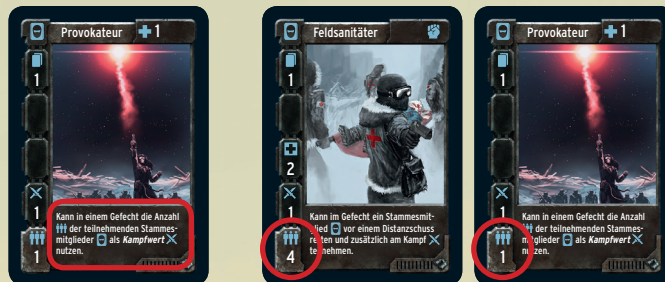 Provokateur +1
1
1
1
Kann in einem Gefecht die Anzahl
der teilnehmenden Stammes-
mitglieder als Kampfwert
nutzen.
Feldsanitäter
1
2
1
4
Kann im Gefecht ein Stammesmit-
glied vor einem Distanzschuss
retten und zusätzlich am Kampf
teilnehmen.
Provokateur +1
1
1
1
Kann in einem Gefecht die Anzahl
der teilnehmenden Stammes-
mitglieder als Kampfwert
nutzen.